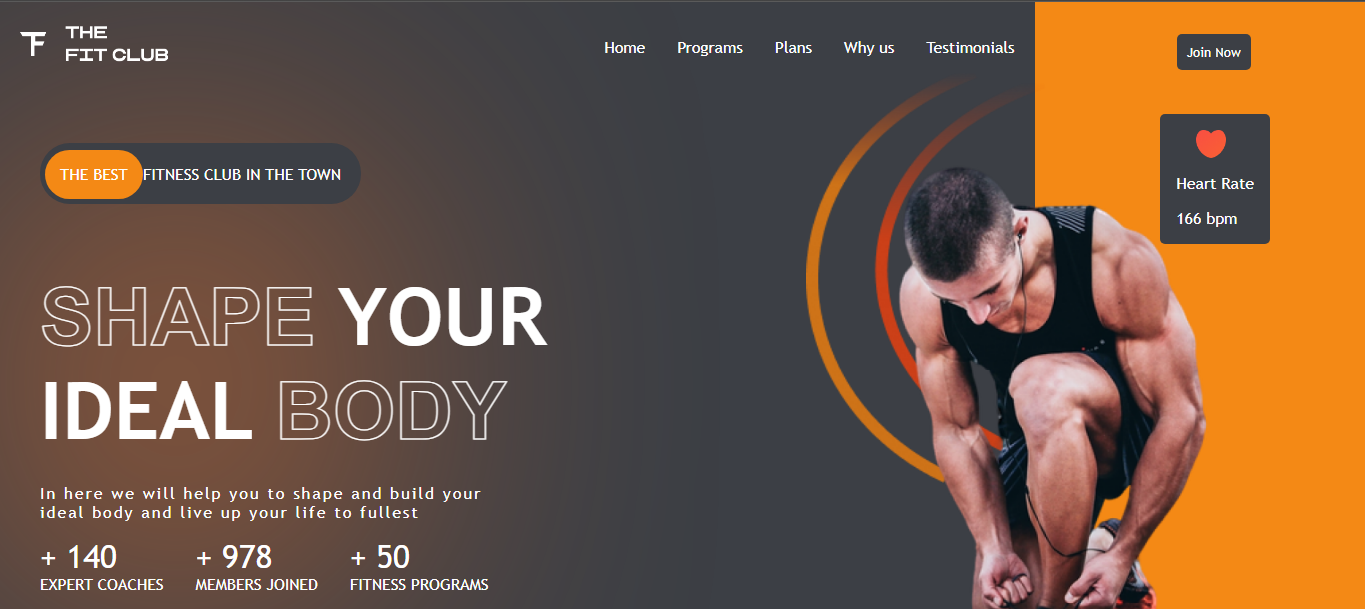 THE
FIT CLUB
Home Programs Plans Why us Testimonials
Join Now
THE BEST FITNESS CLUB IN THE TOWN
Heart Rate
166 bpm
SHAPE YOUR
IDEAL BODY
In here we will help you to shape and build your
ideal body and live up your life to fullest
+ 140 + 978 + 50
EXPERT COACHES MEMBERS JOINED FITNESS PROGRAMS